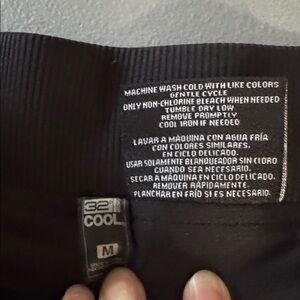 MACHINE WASH COLD WITH LIKE COLORS
GENTLE CYCLE
ONLY NON-CHLORINE BLEACH WHEN NEEDED
TUMBLE DRY LOW
REMOVE PROMPTLY
COOL IRON IF NEEDED
LAVAR A MÁQUINA CON AGUA FRÍA
CON COLORES SIMILARES.
EN CICLO DELICADO.
USAR SOLAMENTE BLANQUEADOR SIN CLORO
CUANDO SEA NECESARIO.
SECAR A MÁQUINA EN CICLO DELICADO.
REMOVER RÁPIDAMENTE.
PLANCHAR EN FRÍO SI ES NECESARIO.
32
COOL
M